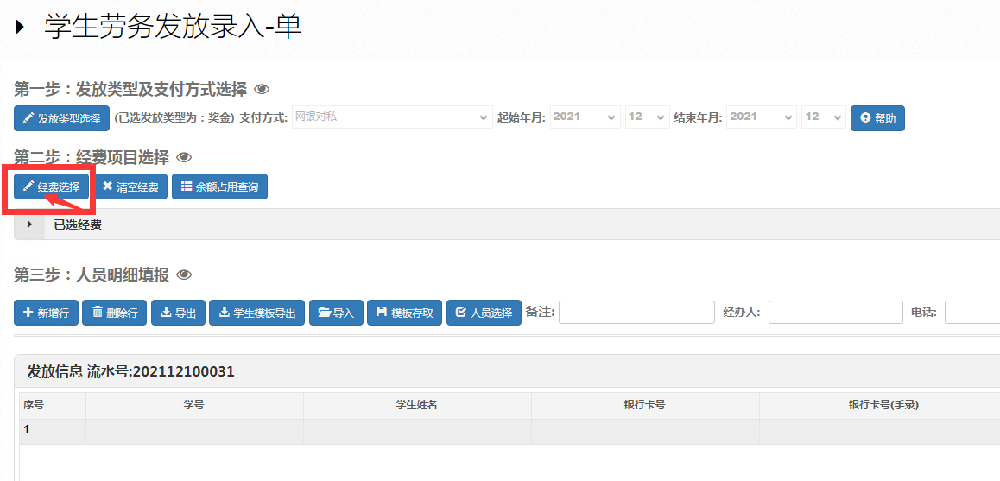 学生劳务发放录入-单
第一步：发放类型及支付方式选择
发放类型选择 (已选发放类型为：奖金) 支付方式: 网银对私 起始年月: 2021 12 结束年月: 2021 12 帮助
第二步：经费项目选择
经费选择 清空经费 余额占用查询
已选经费
第三步：人员明细填报
新增行 删除行 导出 学生模板导出 导入 模板存取 人员选择 备注: 经办人: 电话:
发放信息 流水号:202112100031
序号 学号 学生姓名 银行卡号 银行卡号(手录)
1